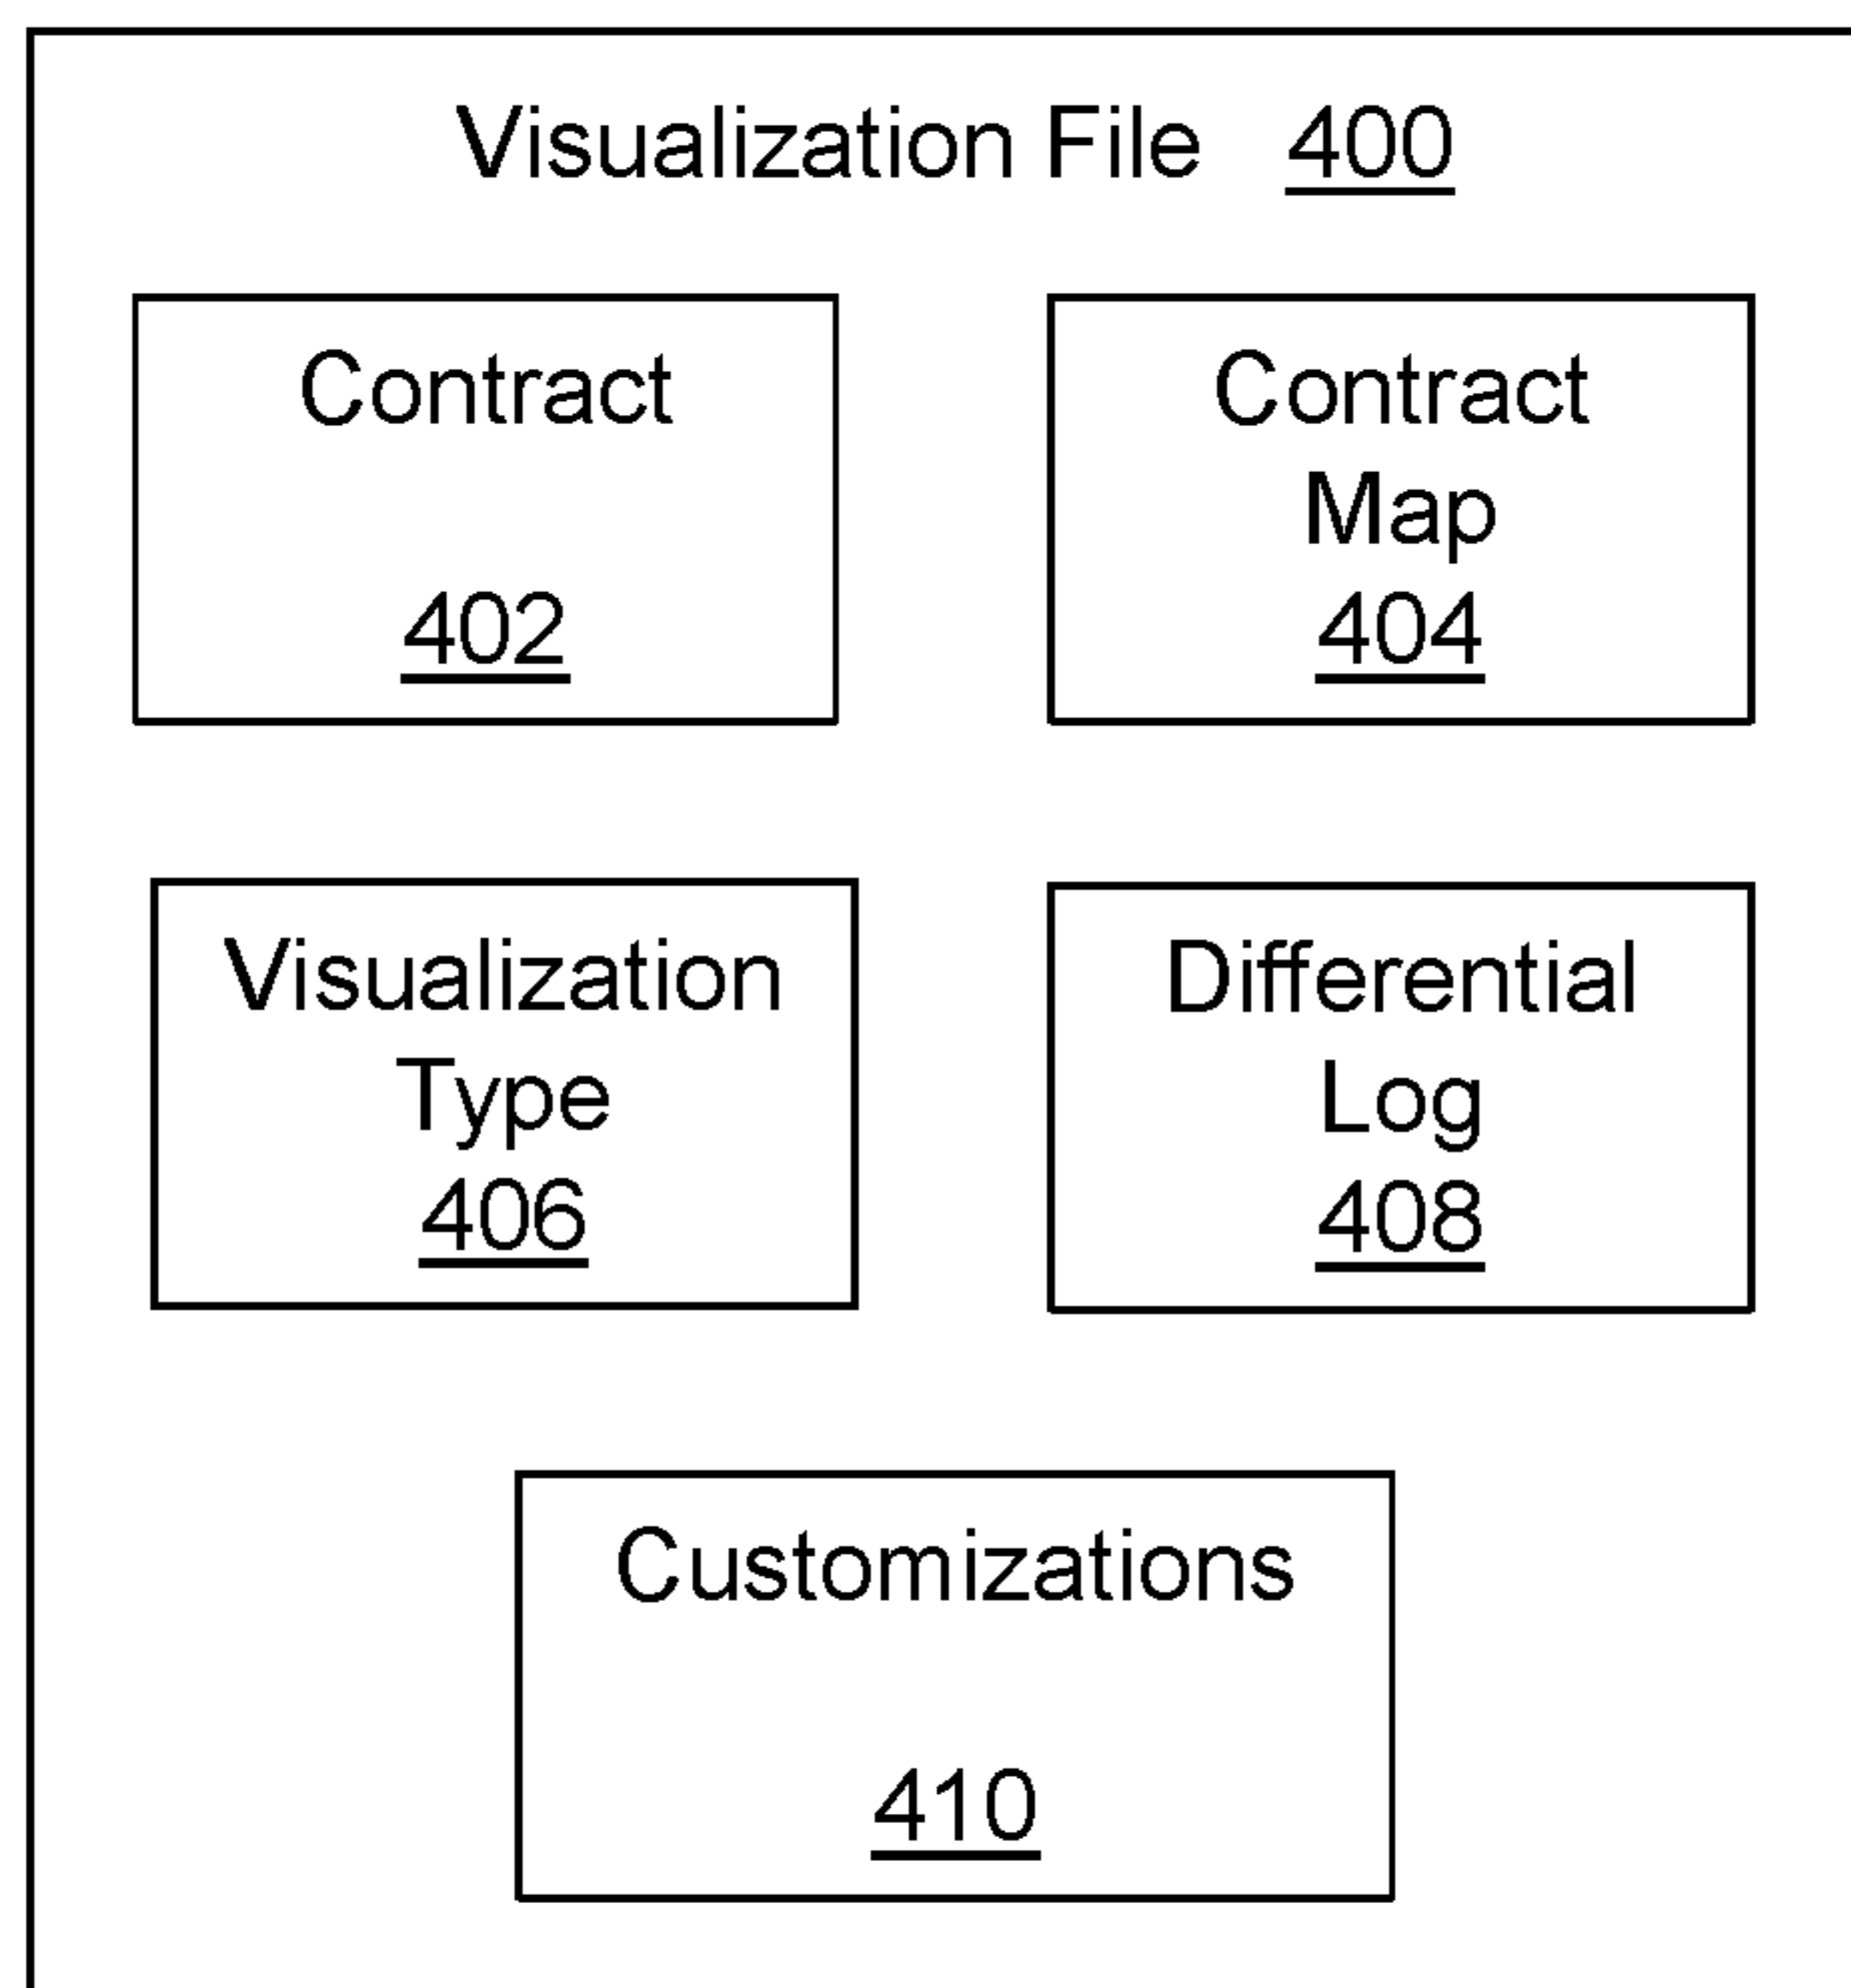 Visualization File 400
Contract
402
Contract
Map
404
Visualization
Type
406
Differential
Log
408
Customizations
410